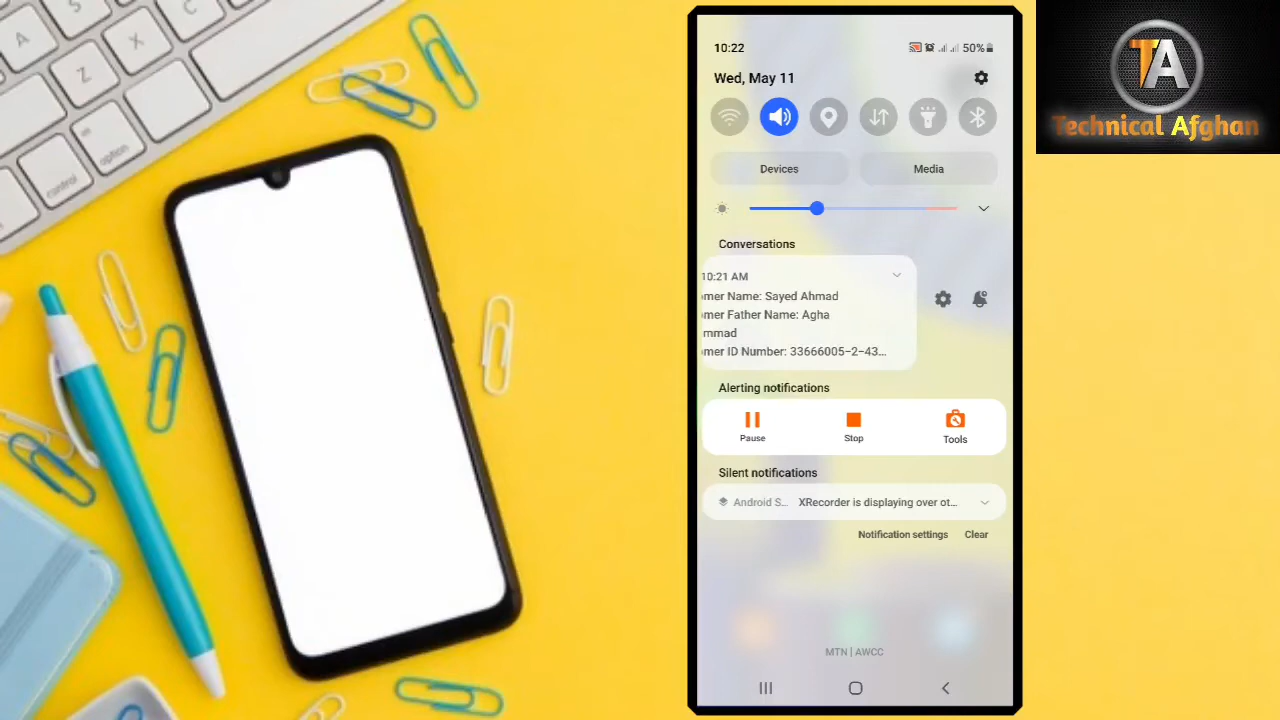 A
S
X
C
Z
option
control
10:22
50%
Wed, May 11
Devices
Media
Conversations
10:21 AM
omer Name: Sayed Ahmad
omer Father Name: Agha
mmad
omer ID Number: 33666005-2-43...
Alerting notifications
Pause
Stop
Tools
Silent notifications
Android S... XRecorder is displaying over ot...
Notification settings
Clear
MTN | AWCC
TA
Technical Afghan